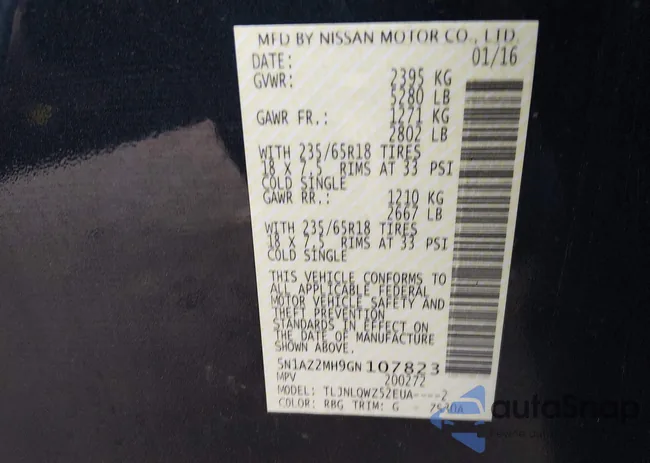 MFD BY NISSAN MOTOR CO., LTD.
DATE: 01/16
GVWR: 2395 KG
5280 LB
GAWR FR.: 1271 KG
2802 LB
WITH 235/65R18 TIRES
18 X 7.5 RIMS AT 33 PSI
COLD SINGLE
GAWR RR.: 1210 KG
2667 LB
WITH 235/65R18 TIRES
18 X 7.5 RIMS AT 33 PSI
COLD SINGLE
THIS VEHICLE CONFORMS TO
ALL APPLICABLE FEDERAL
MOTOR VEHICLE SAFETY AND
THEFT PREVENTION
STANDARDS IN EFFECT ON
THE DATE OF MANUFACTURE
SHOWN ABOVE.
5N1AZ2MH9GN107823
MPV 200272
MODEL: TLJNLQWZ52EUA----2
COLOR: RBG TRIM: G
autoSnap